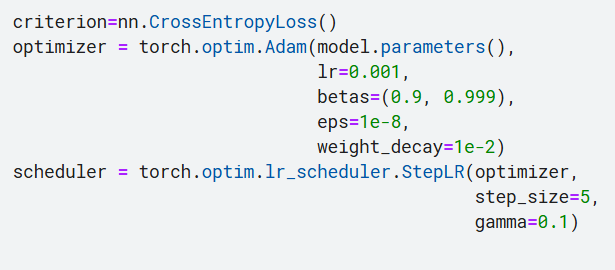 criterion=nn.CrossEntropyLoss()
optimizer = torch.optim.Adam(model.parameters(),
                             lr=0.001,
                             betas=(0.9, 0.999),
                             eps=1e-8,
                             weight_decay=1e-2)
scheduler = torch.optim.lr_scheduler.StepLR(optimizer,
                                            step_size=5,
                                            gamma=0.1)